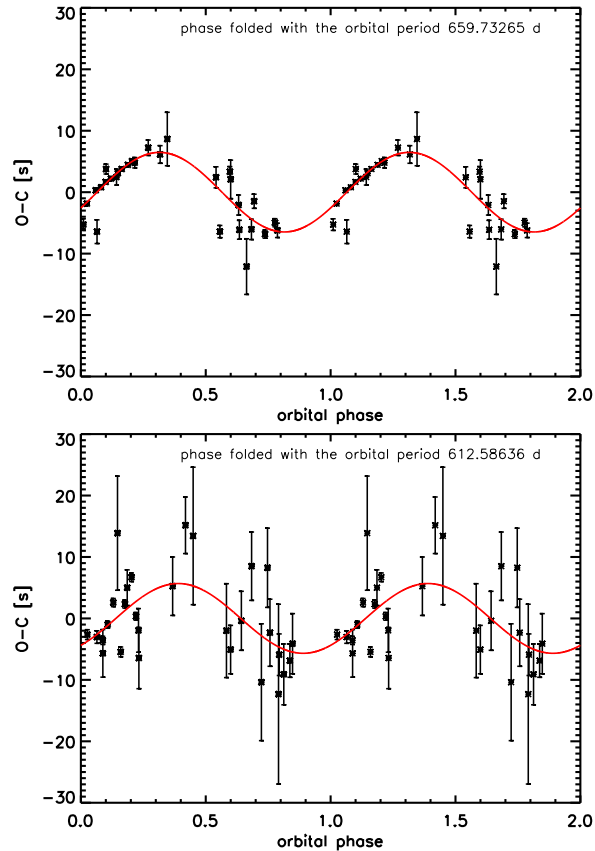 phase folded with the orbital period 659.73265 d
30
20
10
0
−10
−20
−30
O−C [s]
0.0 0.5 1.0 1.5 2.0
orbital phase
phase folded with the orbital period 612.58636 d
30
20
10
0
−10
−20
−30
O−C [s]
0.0 0.5 1.0 1.5 2.0
orbital phase